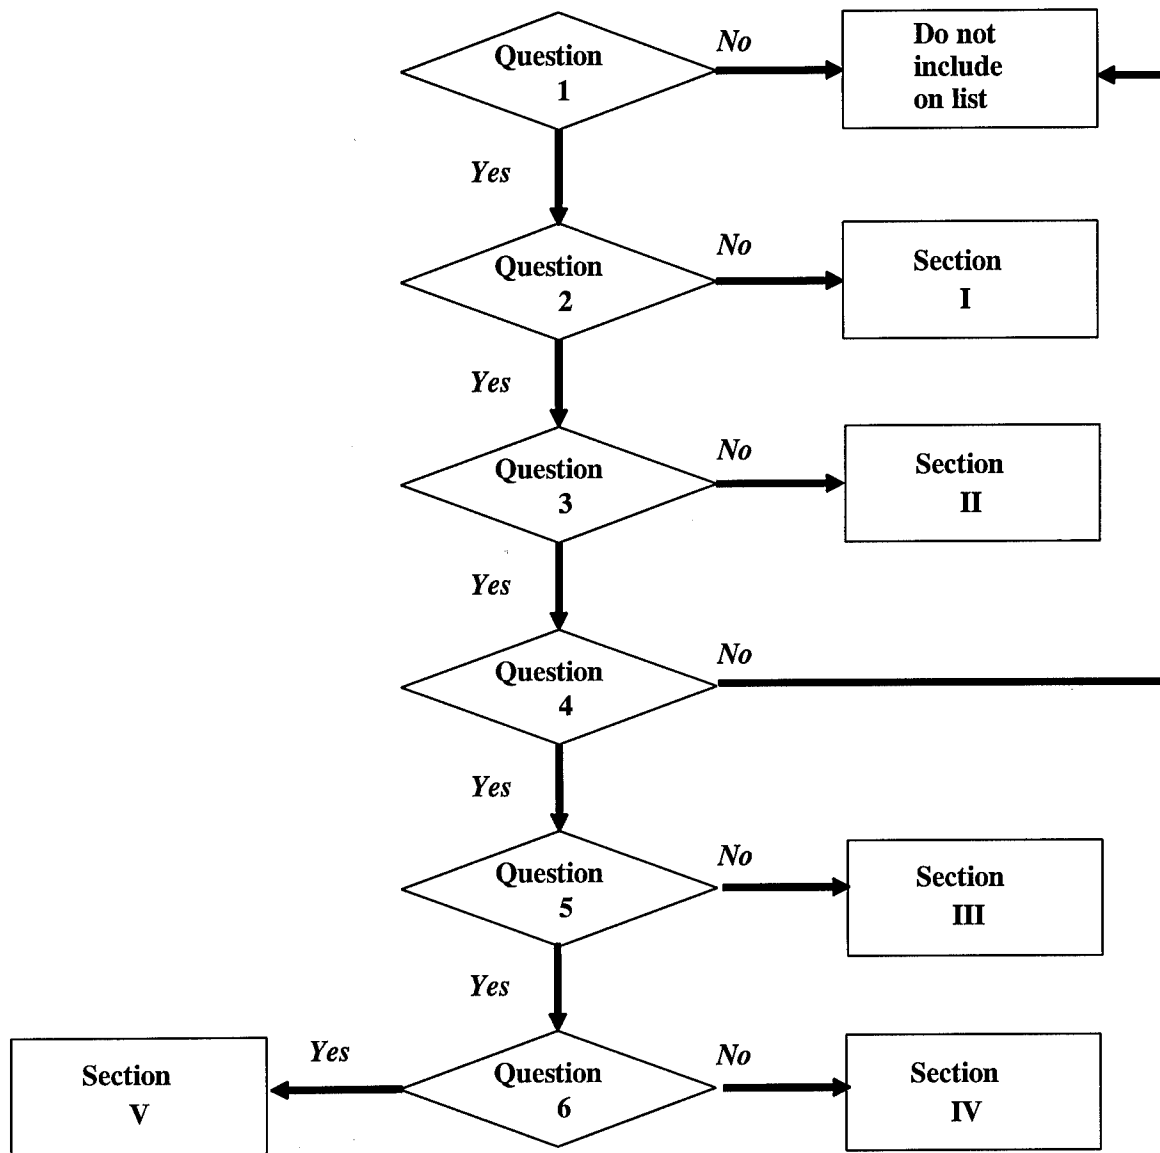 Question
1
No
Do not
include
on list
Yes
Question
2
No
Section
I
Yes
Question
3
No
Section
II
Yes
Question
4
No
Yes
Question
5
No
Section
III
Yes
Question
6
No
Section
IV
Yes
Section
V